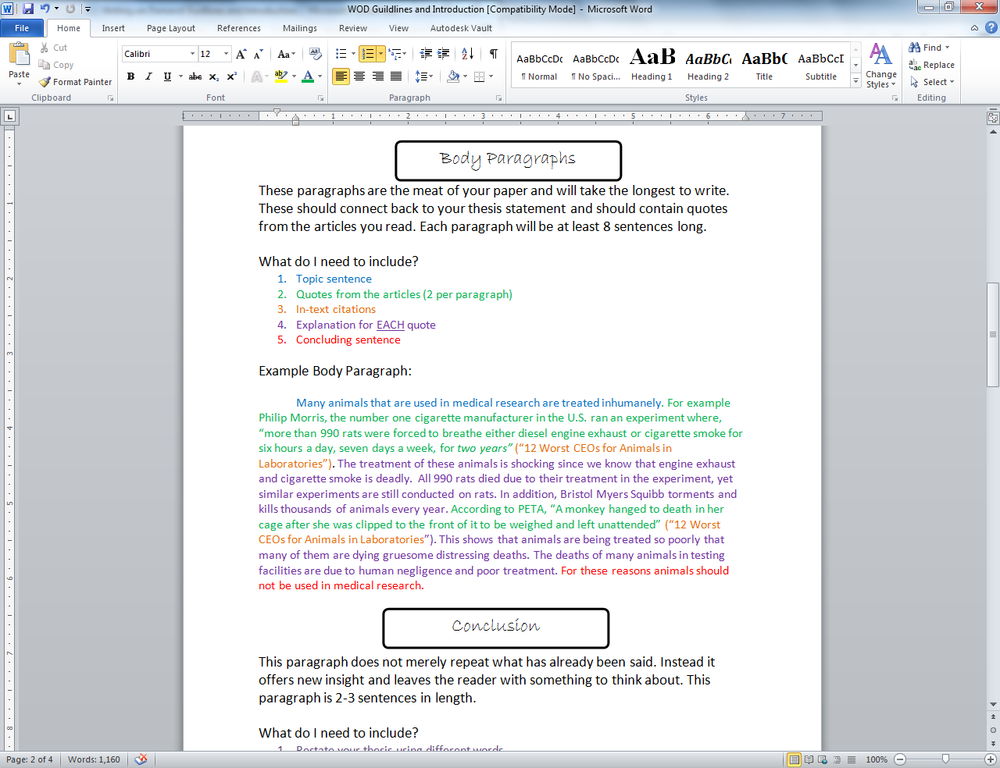 WOD Guildlines and Introduction [Compatibility Mode] - Microsoft Word
File Home Insert Page Layout References Mailings Review View Autodesk Vault
Paste
Cut
Copy
Format Painter
Clipboard
Calibri 12
Font
Paragraph
AaBbCcDc AaBbCcDc AaB AaBbCc AaBbC AaBbCcI
¶ Normal ¶ No Spaci... Heading 1 Heading 2 Title Subtitle
Styles
Change Styles
Find
Replace
Select
Editing
1 1 2 3 4 5 6 7
Body Paragraphs
These paragraphs are the meat of your paper and will take the longest to write.
These should connect back to your thesis statement and should contain quotes
from the articles you read. Each paragraph will be at least 8 sentences long.
What do I need to include?
1. Topic sentence
2. Quotes from the articles (2 per paragraph)
3. In-text citations
4. Explanation for EACH quote
5. Concluding sentence
Example Body Paragraph:
Many animals that are used in medical research are treated inhumanely. For example
Philip Morris, the number one cigarette manufacturer in the U.S. ran an experiment where,
“more than 990 rats were forced to breathe either diesel engine exhaust or cigarette smoke for
six hours a day, seven days a week, for two years” (“12 Worst CEOs for Animals in
Laboratories”). The treatment of these animals is shocking since we know that engine exhaust
and cigarette smoke is deadly. All 990 rats died due to their treatment in the experiment, yet
similar experiments are still conducted on rats. In addition, Bristol Myers Squibb torments and
kills thousands of animals every year. According to PETA, “A monkey hanged to death in her
cage after she was clipped to the front of it to be weighed and left unattended” (“12 Worst
CEOs for Animals in Laboratories”). This shows that animals are being treated so poorly that
many of them are dying gruesome distressing deaths. The deaths of many animals in testing
facilities are due to human negligence and poor treatment. For these reasons animals should
not be used in medical research.
Conclusion
This paragraph does not merely repeat what has already been said. Instead it
offers new insight and leaves the reader with something to think about. This
paragraph is 2-3 sentences in length.
What do I need to include?
1. Restate your thesis using different words
Page: 2 of 4 Words: 1,160 100%